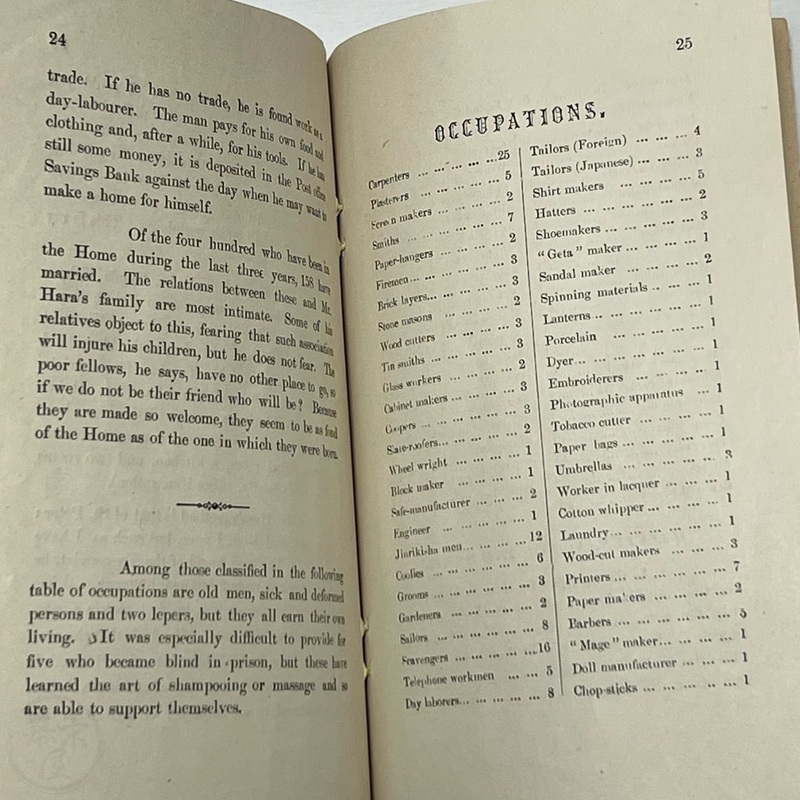 24
trade. If he has no trade, he is found work as a
day-labourer. The man pays for his own food and
clothing and, after a while, for his tools. If he has
still some money, it is deposited in the Post office
Savings Bank against the day when he may want to
make a home for himself.
Of the four hundred who have been in
the Home during the last three years, 158 have
married. The relations between these and Mr.
Hara's family are most intimate. Some of his
relatives object to this, fearing that such association
will injure his children, but he does not fear. The
poor fellows, he says, have no other place to go, so
if we do not be their friend who will be? Because
they are made so welcome, they seem to be as fond
of the Home as of the one in which they were born.
Among those classified in the following
table of occupations are old men, sick and deformed
persons and two lepers, but they all earn their own
living. It was especially difficult to provide for
five who became blind in prison, but these have
learned the art of shampooing or massage and so
are able to support themselves.
25
OCCUPATIONS.
Carpenters ... ... ... ... ... ...25
Plasterers ... ... ... ... ... 5
Screen makers ... ... ... ... 2
Smiths ... ... ... ... ... ... 7
Paper-hangers ... ... ... ... 2
Firemen... ... ... ... ... ... 3
Brick layers... ... ... ... ... 3
Stone masons ... ... ... ... 2
Wood cutters ... ... ... ... 3
Tin smiths ... ... ... ... ... 3
Glass workers ... ... ... ... 2
Cabinet makers ... ... ... ... 3
Coopers ... ... ... ... ... ... 3
Slate-roofers... ... ... ... ... 2
Wheel wright ... ... ... ... 1
Block maker ... ... ... ... 1
Safe-manufacturer ... ... ... 2
Engineer ... ... ... ... ... 1
Jinriki-sha men... ... ... ... 12
Coolies ... ... ... ... ... ... 6
Grooms ... ... ... ... ... ... 3
Gardeners ... ... ... ... ... 2
Sailors ... ... ... ... ... ... 8
Scavengers ... ... ... ... ...16
Telephone workmen ... ... 5
Day laborers... ... ... ... ... 8
Tailors (Foreign) ... ... ... 4
Tailors (Japanese) ... ... ... 3
Shirt makers ... ... ... ... 5
Hatters ... ... ... ... ... ... 2
Shoemakers ... ... ... ... ... 3
"Geta" maker ... ... ... ... 1
Sandal maker ... ... ... ... 2
Spinning materials ... ... ... 1
Lanterns ... ... ... ... ... ... 1
Porcelain ... ... ... ... ... 1
Dyer... ... ... ... ... ... ... 1
Embroiderers ... ... ... ... 1
Photographic apparatus ... 1
Tobacco cutter ... ... ... ... 1
Paper bags ... ... ... ... ... 1
Umbrellas ... ... ... ... ... 3
Worker in lacquer ... ... ... 1
Cotton whipper ... ... ... ... 1
Laundry... ... ... ... ... ... 1
Wood-cut makers ... ... ... 3
Printers ... ... ... ... ... ... 7
Paper makers ... ... ... ... 2
Barbers ... ... ... ... ... ... 5
"Mage" maker... ... ... ... 1
Doll manufacturer ... ... ... 1
Chop-sticks ... ... ... ... ... 1